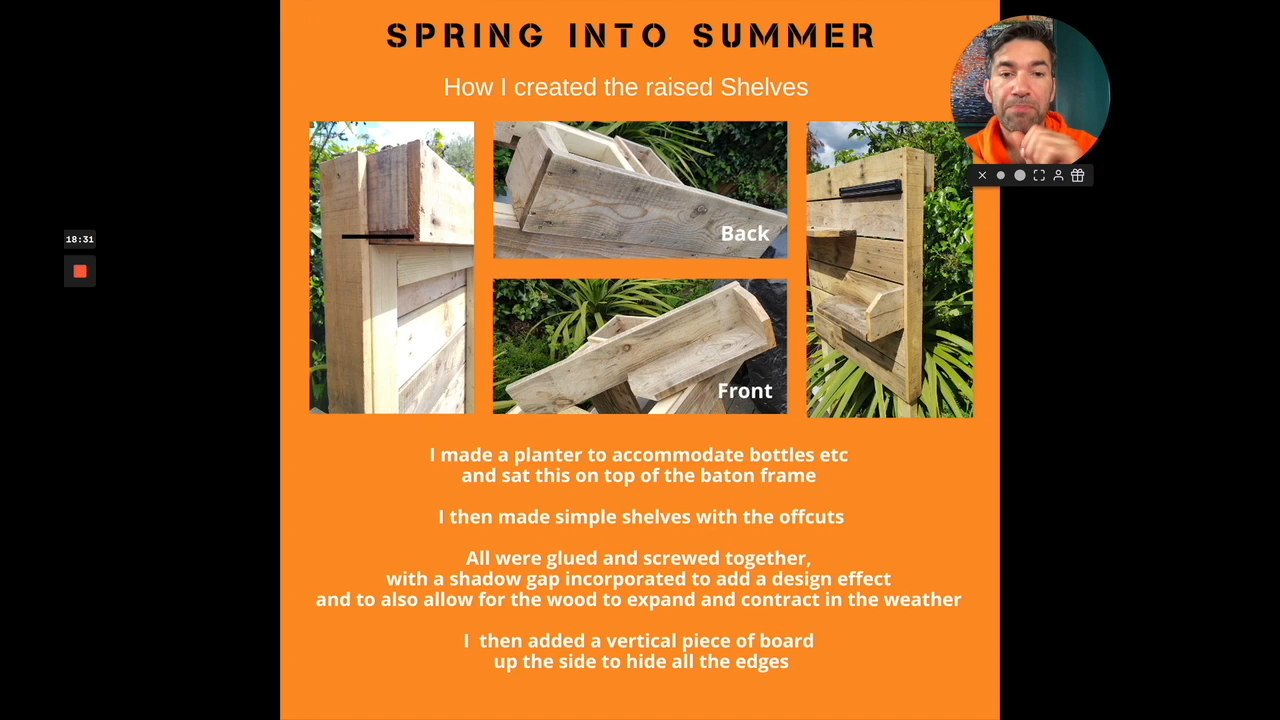 SPRING INTO SUMMER
How I created the raised Shelves
Back
Front
18:31
I made a planter to accommodate bottles etc
and sat this on top of the baton frame
I then made simple shelves with the offcuts
All were glued and screwed together,
with a shadow gap incorporated to add a design effect
and to also allow for the wood to expand and contract in the weather
I then added a vertical piece of board
up the side to hide all the edges